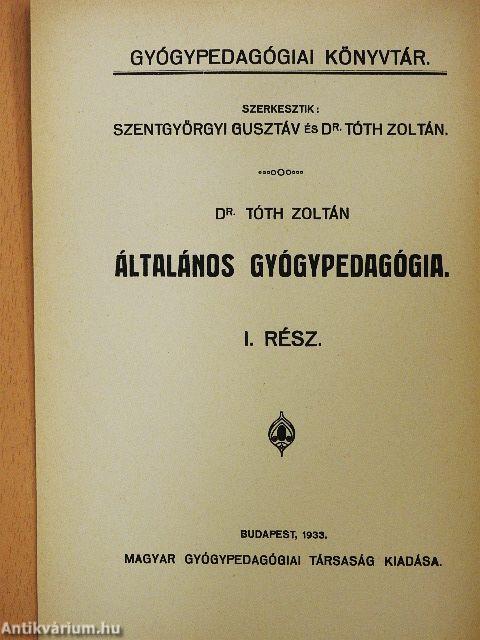 GYÓGYPEDAGÓGIAI KÖNYVTÁR.
SZERKESZTIK:
SZENTGYÖRGYI GUSZTÁV ÉS DR. TÓTH ZOLTÁN.
DR. TÓTH ZOLTÁN
ÁLTALÁNOS GYÓGYPEDAGÓGIA.
I. RÉSZ.
BUDAPEST, 1933.
MAGYAR GYÓGYPEDAGÓGIAI TÁRSASÁG KIADÁSA.
Antikvárium.hu